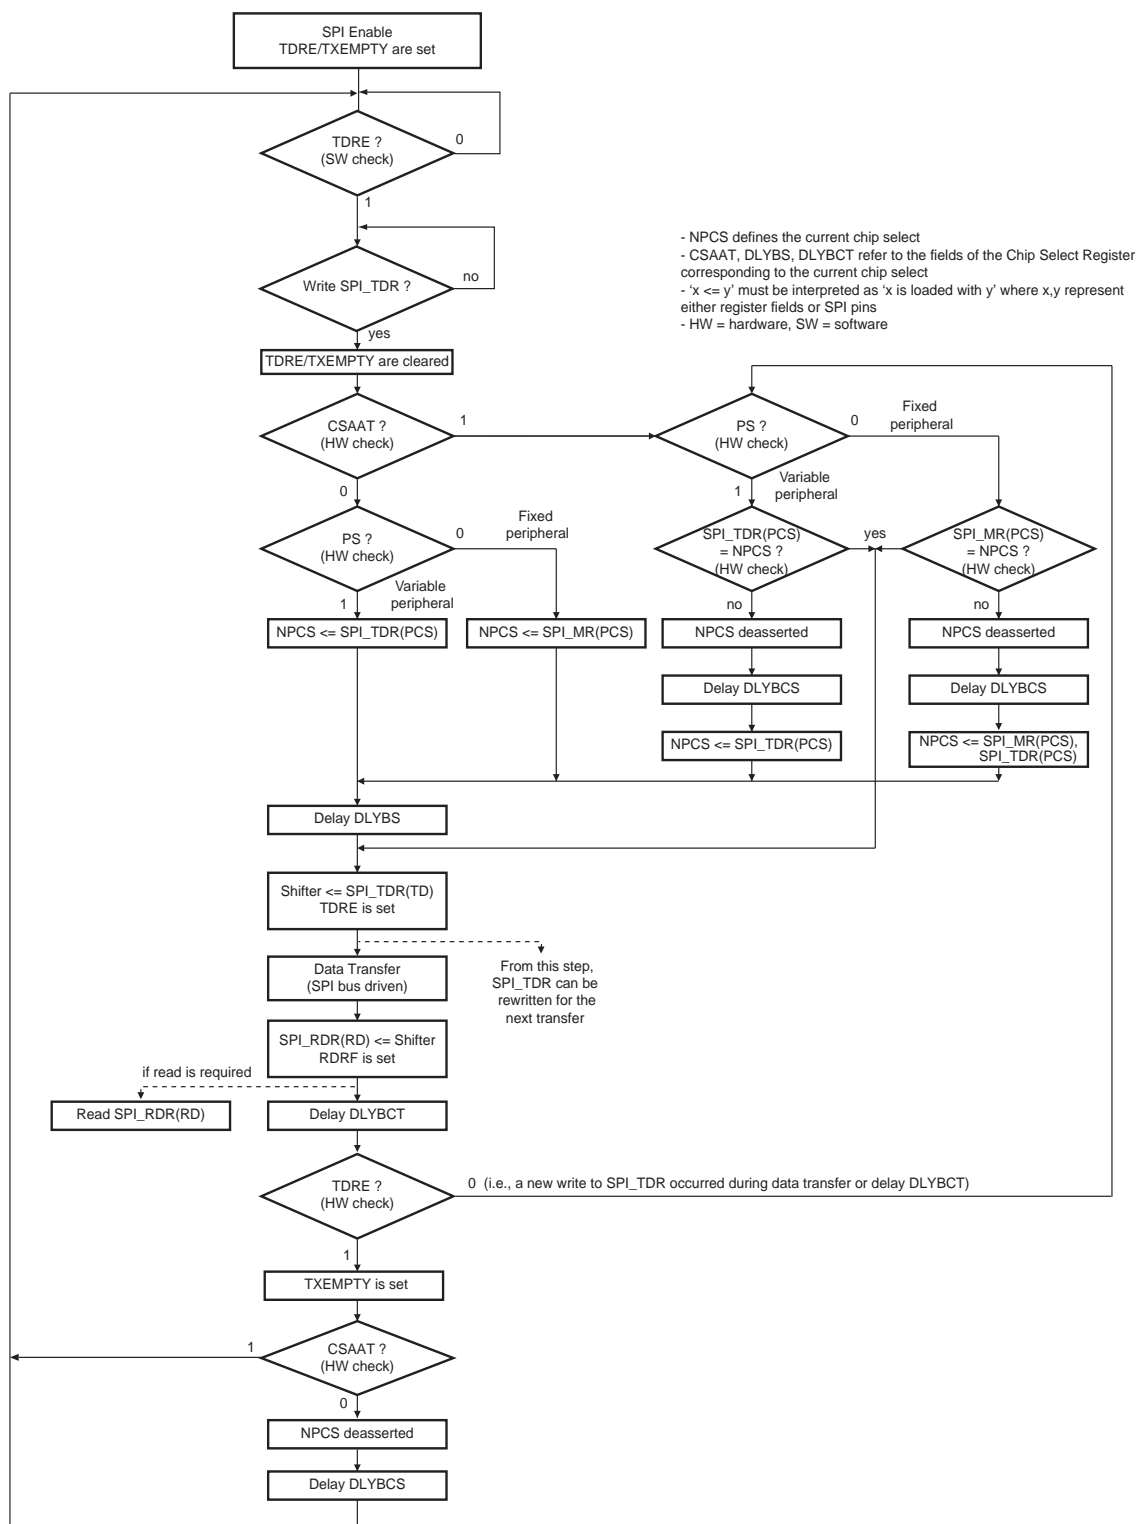 SPI Enable
TDRE/TXEMPTY are set
TDRE ?
(SW check)
0
1
Write SPI_TDR ?
no
yes
- NPCS defines the current chip select
- CSAAT, DLYBS, DLYBCT refer to the fields of the Chip Select Register
corresponding to the current chip select
- ‘x <= y’ must be interpreted as ‘x is loaded with y’ where x,y represent
either register fields or SPI pins
- HW = hardware, SW = software
TDRE/TXEMPTY are cleared
CSAAT ?
(HW check)
1
0
PS ?
(HW check)
0
Fixed
peripheral
1
Variable
peripheral
PS ?
(HW check)
0
Fixed
peripheral
1
Variable
peripheral
SPI_TDR(PCS)
= NPCS ?
(HW check)
yes
no
SPI_MR(PCS)
= NPCS ?
(HW check)
no
NPCS <= SPI_TDR(PCS)
NPCS <= SPI_MR(PCS)
NPCS deasserted
NPCS deasserted
Delay DLYBCS
Delay DLYBCS
NPCS <= SPI_TDR(PCS)
NPCS <= SPI_MR(PCS),
SPI_TDR(PCS)
Delay DLYBS
Shifter <= SPI_TDR(TD)
TDRE is set
Data Transfer
(SPI bus driven)
From this step,
SPI_TDR can be
rewritten for the
next transfer
SPI_RDR(RD) <= Shifter
RDRF is set
if read is required
Read SPI_RDR(RD)
Delay DLYBCT
TDRE ?
(HW check)
0 (i.e., a new write to SPI_TDR occurred during data transfer or delay DLYBCT)
1
TXEMPTY is set
CSAAT ?
(HW check)
1
0
NPCS deasserted
Delay DLYBCS